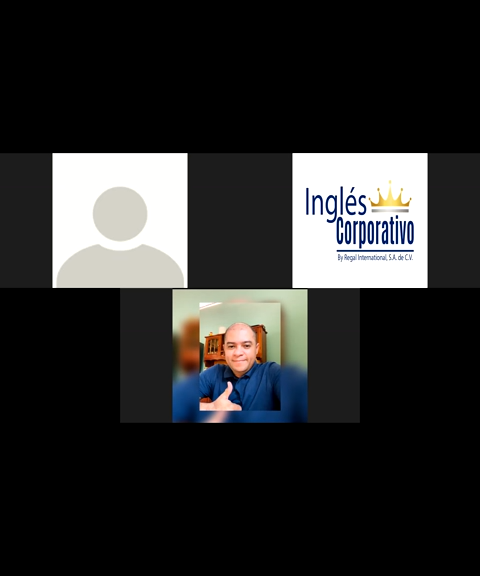 Inglés
Corporativo
By Regal International, S.A. de C.V.